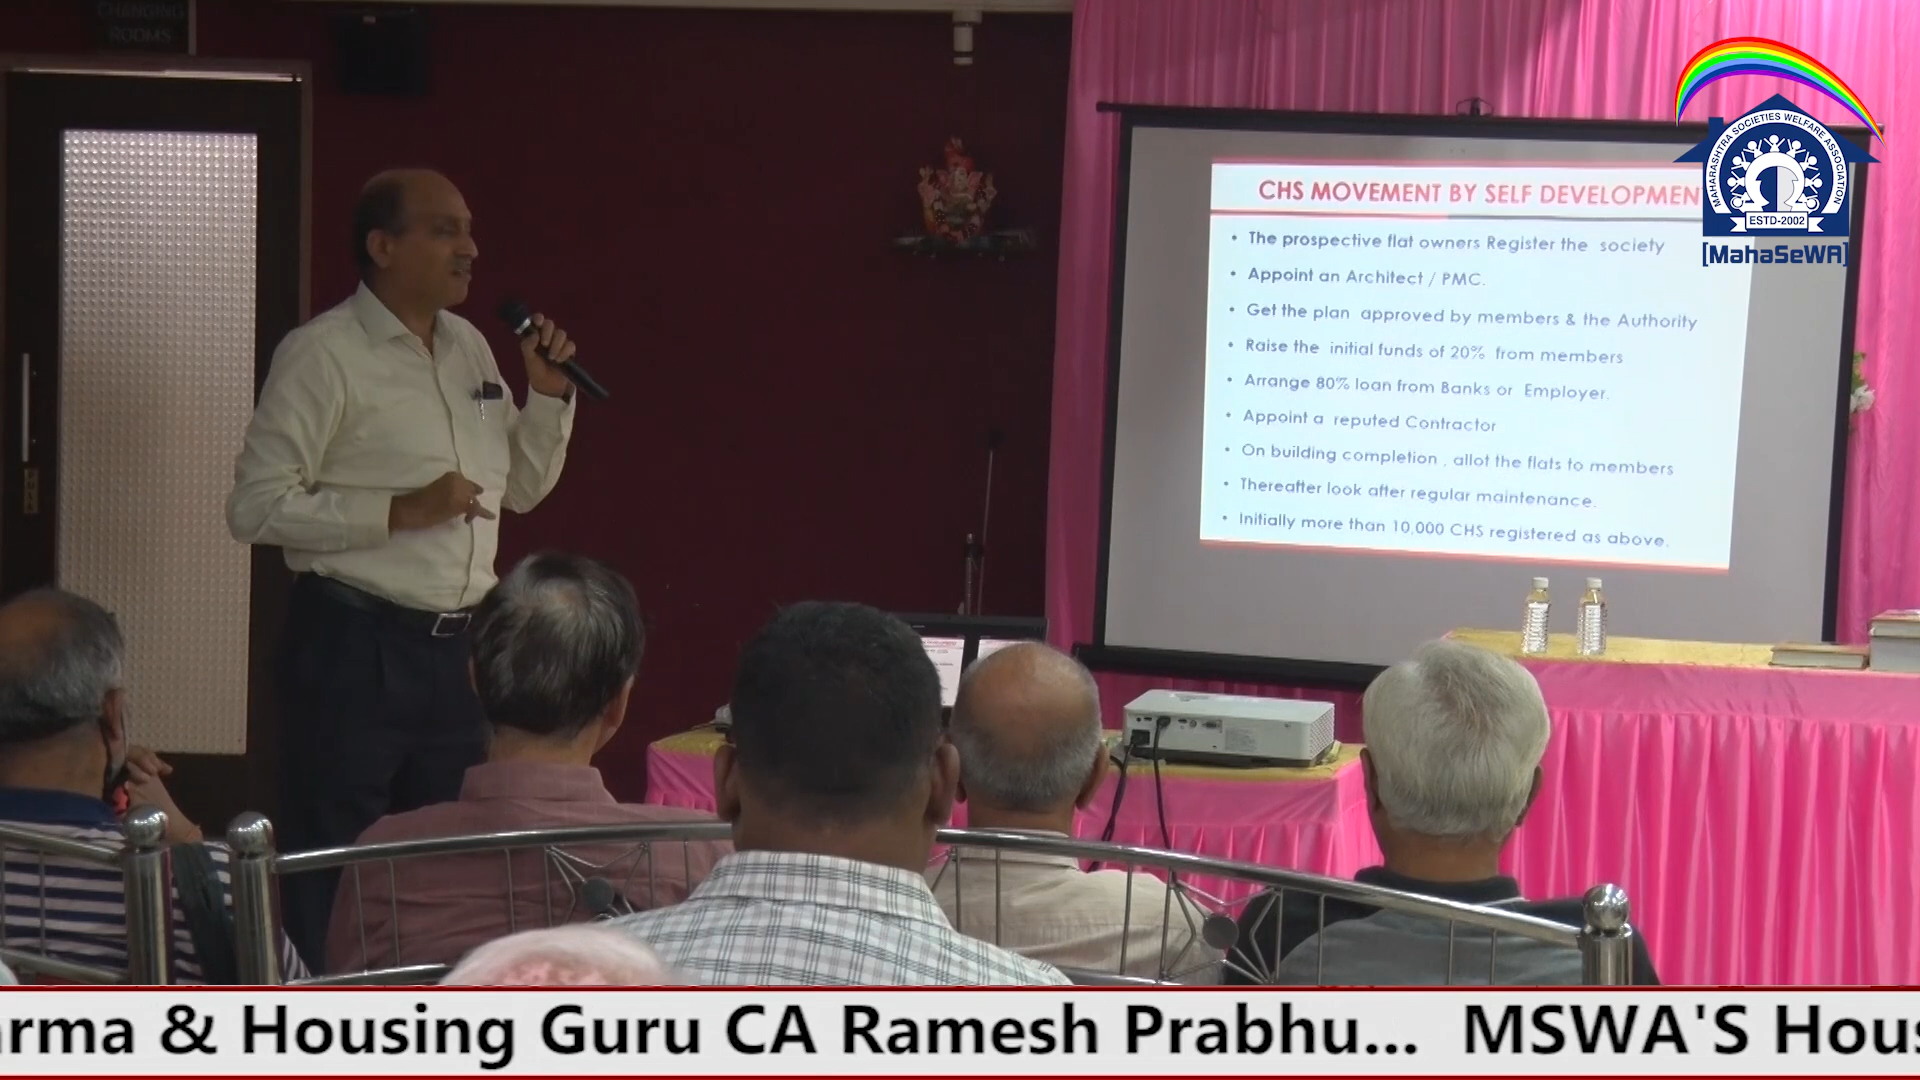 CHANGING
ROOMS
MAHARASHTRA SOCIETIES WELFARE ASSOCIATION
ESTD-2002
[MahaSeWA]
CHS MOVEMENT BY SELF DEVELOPMEN
• The prospective flat owners Register the society
• Appoint an Architect / PMC.
• Get the plan approved by members & the Authority
• Raise the initial funds of 20% from members
• Arrange 80% loan from Banks or Employer.
• Appoint a reputed Contractor
• On building completion , allot the flats to members
• Thereafter look after regular maintenance.
• Initially more than 10,000 CHS registered as above.
arma & Housing Guru CA Ramesh Prabhu... MSWA'S Hous